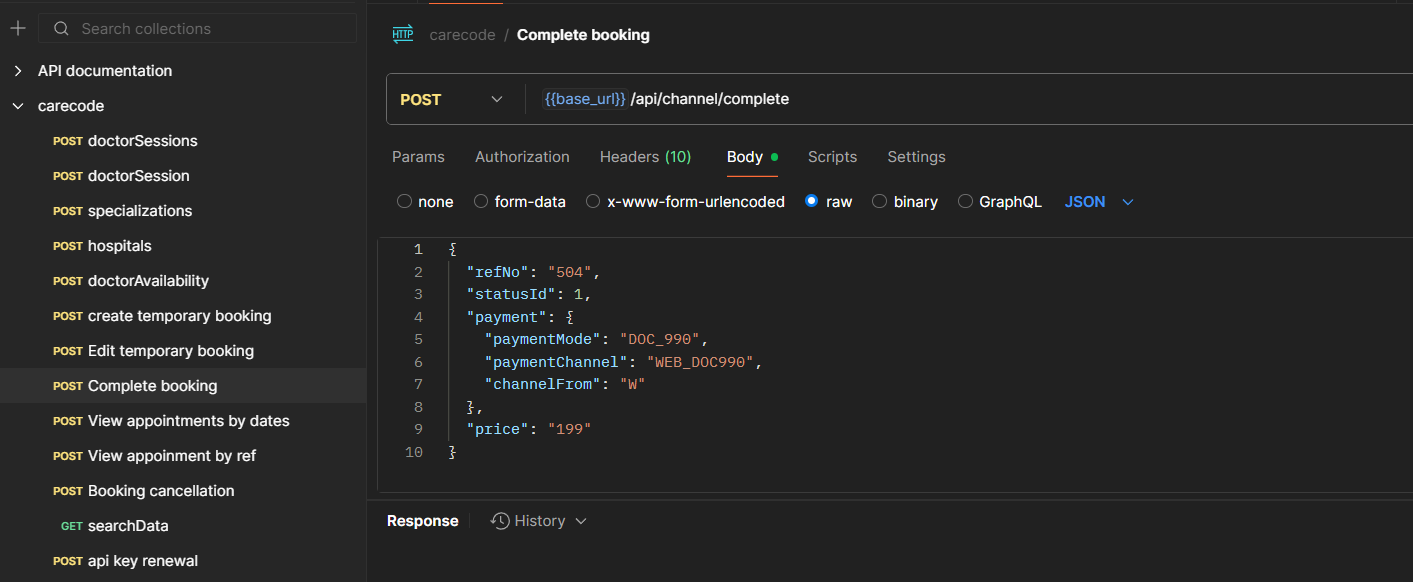 Search collections
API documentation
carecode
POST doctorSessions
POST doctorSession
POST specializations
POST hospitals
POST doctorAvailability
POST create temporary booking
POST Edit temporary booking
POST Complete booking
POST View appointments by dates
POST View appoinment by ref
POST Booking cancellation
GET searchData
POST api key renewal
HTTP carecode / Complete booking
POST {{base_url}} /api/channel/complete
Params Authorization Headers (10) Body Scripts Settings
none form-data x-www-form-urlencoded raw binary GraphQL JSON
1 {
2 "refNo": "504",
3 "statusId": 1,
4 "payment": {
5 "paymentMode": "DOC_990",
6 "paymentChannel": "WEB_DOC990",
7 "channelFrom": "W"
8 },
9 "price": "199"
10 }
Response History